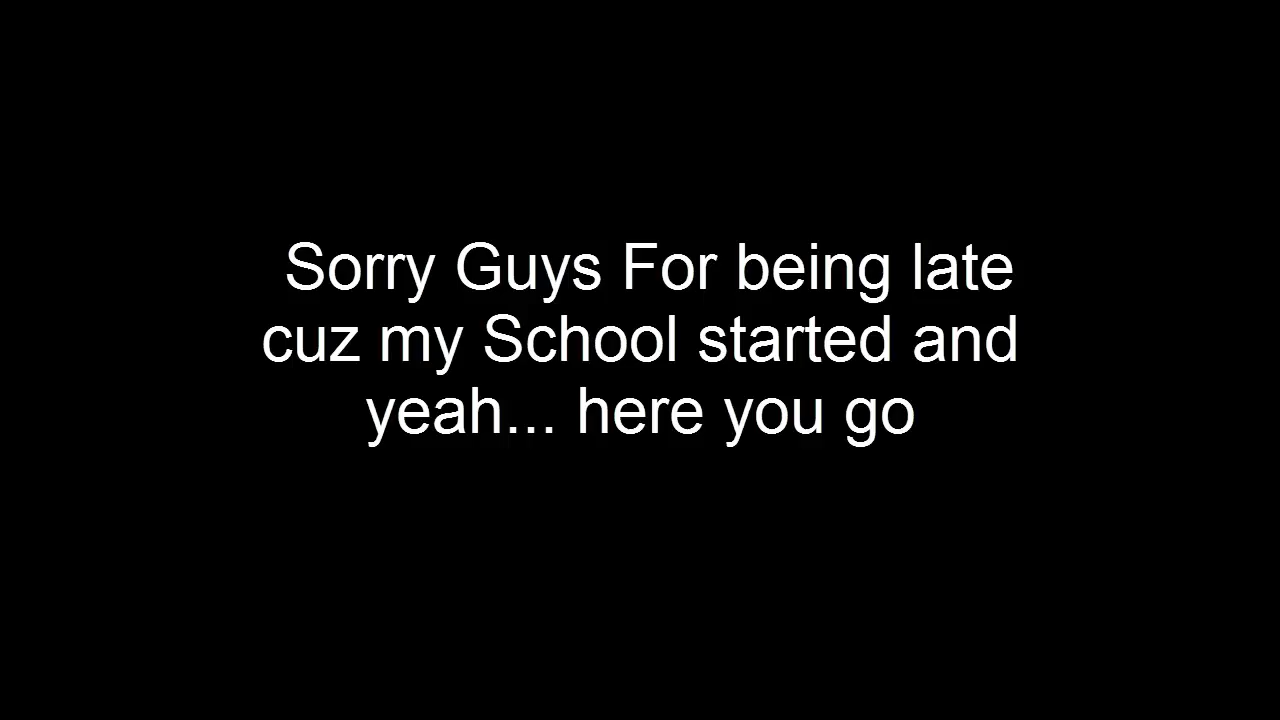 Sorry Guys For being late
cuz my School started and
yeah... here you go